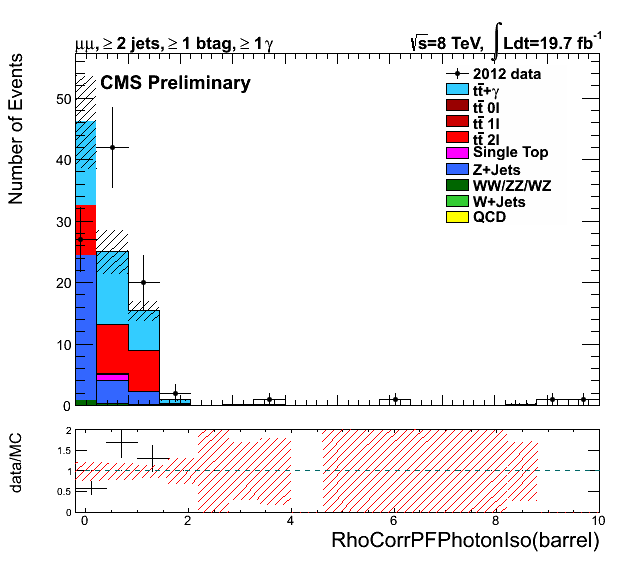 μμ, ≥ 2 jets, ≥ 1 btag, ≥ 1γ
√s=8 TeV, ∫ Ldt=19.7 fb⁻¹
CMS Preliminary
Number of Events
50
40
30
20
10
0
2012 data
tt̄+γ
tt̄ 0l
tt̄ 1l
tt̄ 2l
Single Top
Z+Jets
WW/ZZ/WZ
W+Jets
QCD
data/MC
2
1.5
1
0.5
0
0 2 4 6 8 10
RhoCorrPFPhotonIso(barrel)